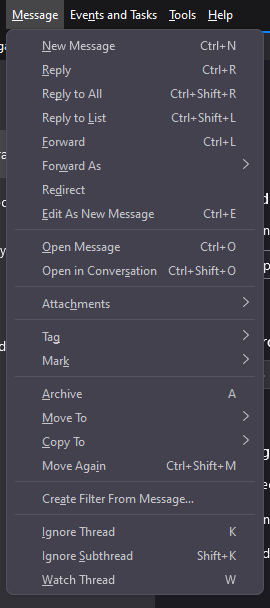 Message Events and Tasks Tools Help
New Message Ctrl+N
Reply Ctrl+R
Reply to All Ctrl+Shift+R
Reply to List Ctrl+Shift+L
Forward Ctrl+L
Forward As
Redirect
Edit As New Message Ctrl+E
Open Message Ctrl+O
Open in Conversation Ctrl+Shift+O
Attachments
Tag
Mark
Archive A
Move To
Copy To
Move Again Ctrl+Shift+M
Create Filter From Message...
Ignore Thread K
Ignore Subthread Shift+K
Watch Thread W